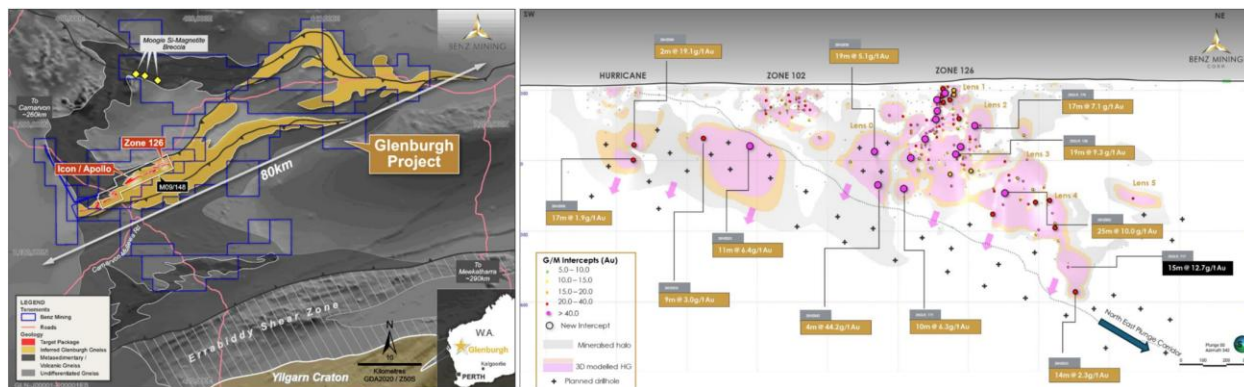 BENZ MINING
Moogie Si-Magnetite
Breccia
To
Carnarvon
~260km
Zone 126
Icon / Apollo
M09/148
80km
Glenburgh
Project
To
Meekatharra
~290km
LEGEND
Tenements
Benz Mining
Roads
Geology
Target Package
Inferred Glenburgh Gneiss
Metasedimentary /
Volcanic Gneiss
Undifferentiated Gneiss
Errabiddy Shear Zone
Yilgarn Craton
N
10
Kilometres
GDA2020 / Z50S
W.A.
Glenburgh
Kalgoorlie
PERTH
SW
NE
BENZ MINING
CORP.
2m @ 19.1g/t Au
19m @ 5.1g/t Au
HURRICANE
ZONE 102
ZONE 126
Lens 1
Lens 2
17m @ 7.1 g/t Au
Lens 0
19m @ 9.3 g/t Au
Lens 3
Lens 4
Lens 5
17m @ 1.9g/t Au
11m @ 6.4g/t Au
25m @ 10.0 g/t Au
15m @ 12.7g/t Au
9m @ 3.0g/t Au
4m @ 44.2g/t Au
10m @ 6.3g/t Au
14m @ 2.3g/t Au
G/M Intercepts (Au)
5.0 – 10.0
10.0 – 15.0
15.0 – 20.0
20.0 – 40.0
> 40.0
New Intercept
Mineralised halo
3D modelled HG
Planned drillhole
North East Plunge Corridor